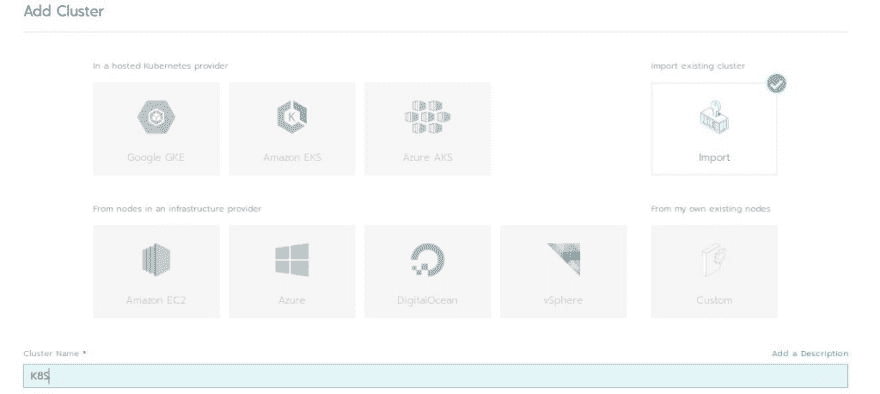 Add Cluster
In a hosted Kubernetes provider
Import existing cluster
Google GKE
Amazon EKS
Azure AKS
Import
From nodes in an infrastructure provider
From my own existing nodes
Amazon EC2
Azure
DigitalOcean
vSphere
Custom
Cluster Name *
Add a Description
K8S